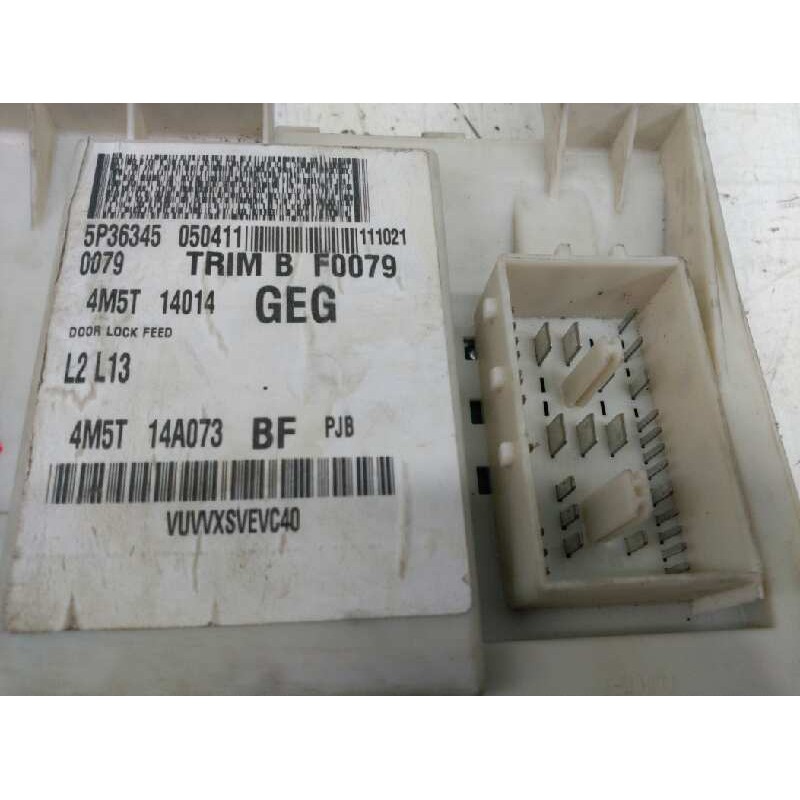 5P36345 050411 111021
0079 TRIM B F0079
4M5T 14014 GEG
DOOR LOCK FEED
L2 L13
4M5T 14A073 BF PJB
VUVVXSVEVC40